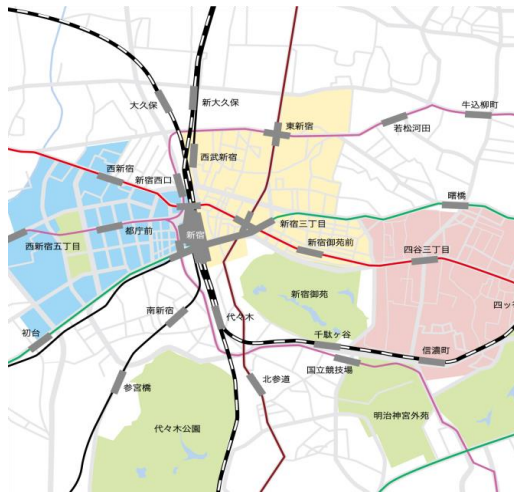 大久保
新大久保
東新宿
牛込柳町
若松河田
西武新宿
西新宿
新宿西口
曙橋
都庁前
新宿
新宿三丁目
西新宿五丁目
新宿御苑前
四谷三丁目
新宿御苑
四ッ
代々木
初台
南新宿
千駄ヶ谷
信濃町
国立競技場
参宮橋
北参道
明治神宮外苑
代々木公園